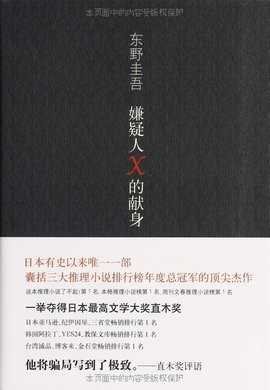 本页面中的内容受版权保护
东野圭吾
嫌疑人X的献身
日本有史以来唯一一部
囊括三大推理小说排行榜年度总冠军的顶尖杰作
这本推理小说了不起!第1名,本格推理小说榜第1名,周刊文春推理小说榜第1名
一举夺得日本最高文学大奖直木奖
日本亚马逊,纪伊国屋,三省堂畅销排行第1名
韩国阿拉丁,YES24,教保文库畅销排行第1名
台湾诚品,博客来,金石堂畅销排行第1名
他将骗局写到了极致。——直木奖评语
本页面中的内容受版权保护